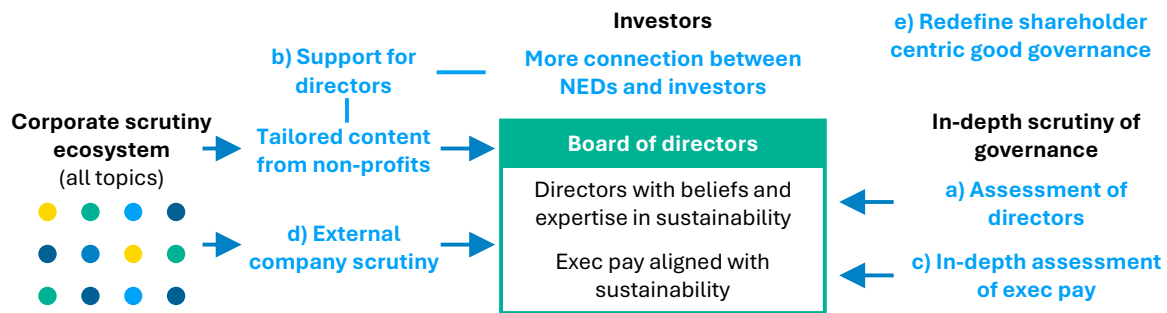 Investors
e) Redefine shareholder
centric good governance
b) Support for
directors
More connection between
NEDs and investors
Corporate scrutiny
ecosystem
(all topics)
Tailored content
from non-profits
Board of directors
In-depth scrutiny of
governance
Directors with beliefs and
expertise in sustainability
a) Assessment of
directors
d) External
company scrutiny
Exec pay aligned with
sustainability
c) In-depth assessment
of exec pay